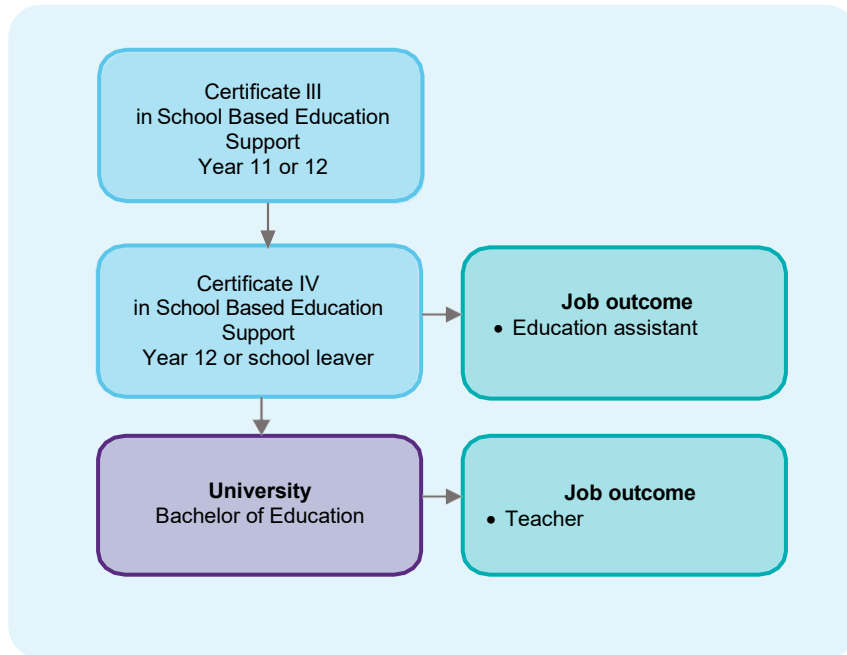 Certificate III
in School Based Education
Support
Year 11 or 12
Certificate IV
in School Based Education
Support
Year 12 or school leaver
Job outcome
• Education assistant
University
Bachelor of Education
Job outcome
• Teacher